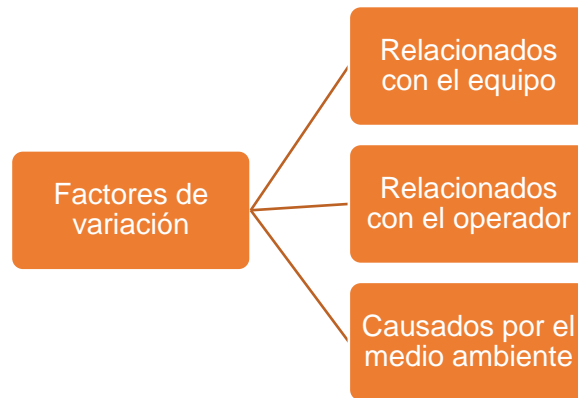 Factores de
variación
Relacionados
con el equipo
Relacionados
con el operador
Causados por el
medio ambiente